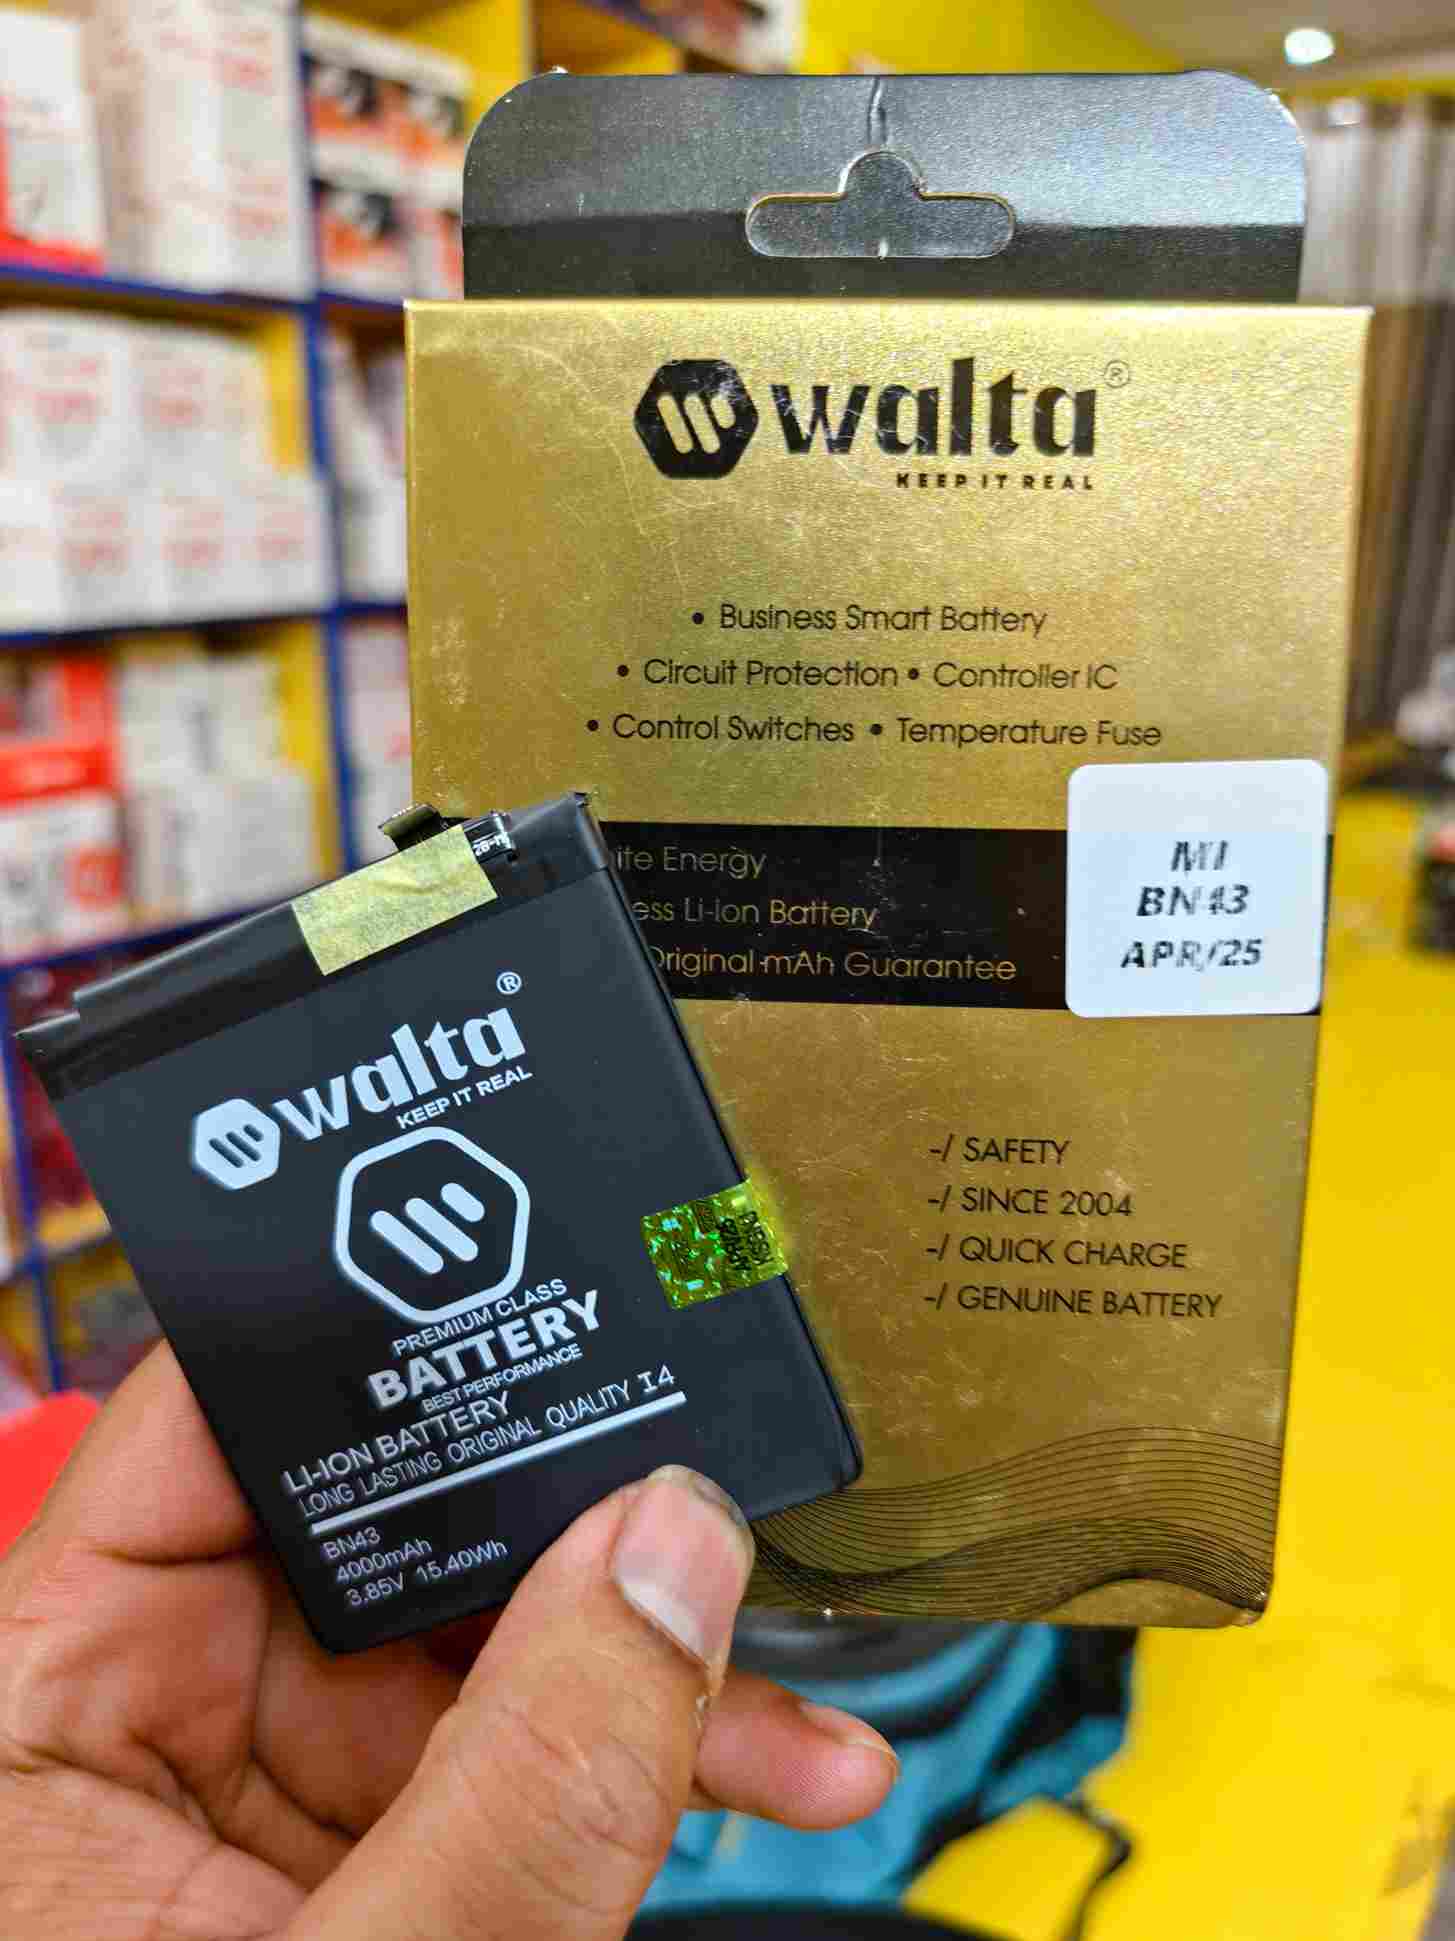 walta®
KEEP IT REAL
• Business Smart Battery
• Circuit Protection • Controller IC
• Control Switches • Temperature Fuse
Energy
Li-Ion Battery
Original mAh Guarantee
MI
BN43
APR/25
-/ SAFETY
-/ SINCE 2004
-/ QUICK CHARGE
-/ GENUINE BATTERY
walta®
KEEP IT REAL
PREMIUM CLASS
BATTERY
BEST PERFORMANCE
LI-ION BATTERY
LONG LASTING ORIGINAL QUALITY I4
BN43
4000mAh
3.85V 15.40Wh